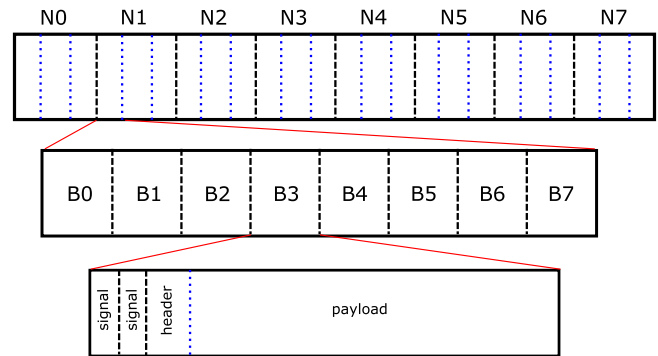 N0 N1 N2 N3 N4 N5 N6 N7
B0 B1 B2 B3 B4 B5 B6 B7
signal signal header payload